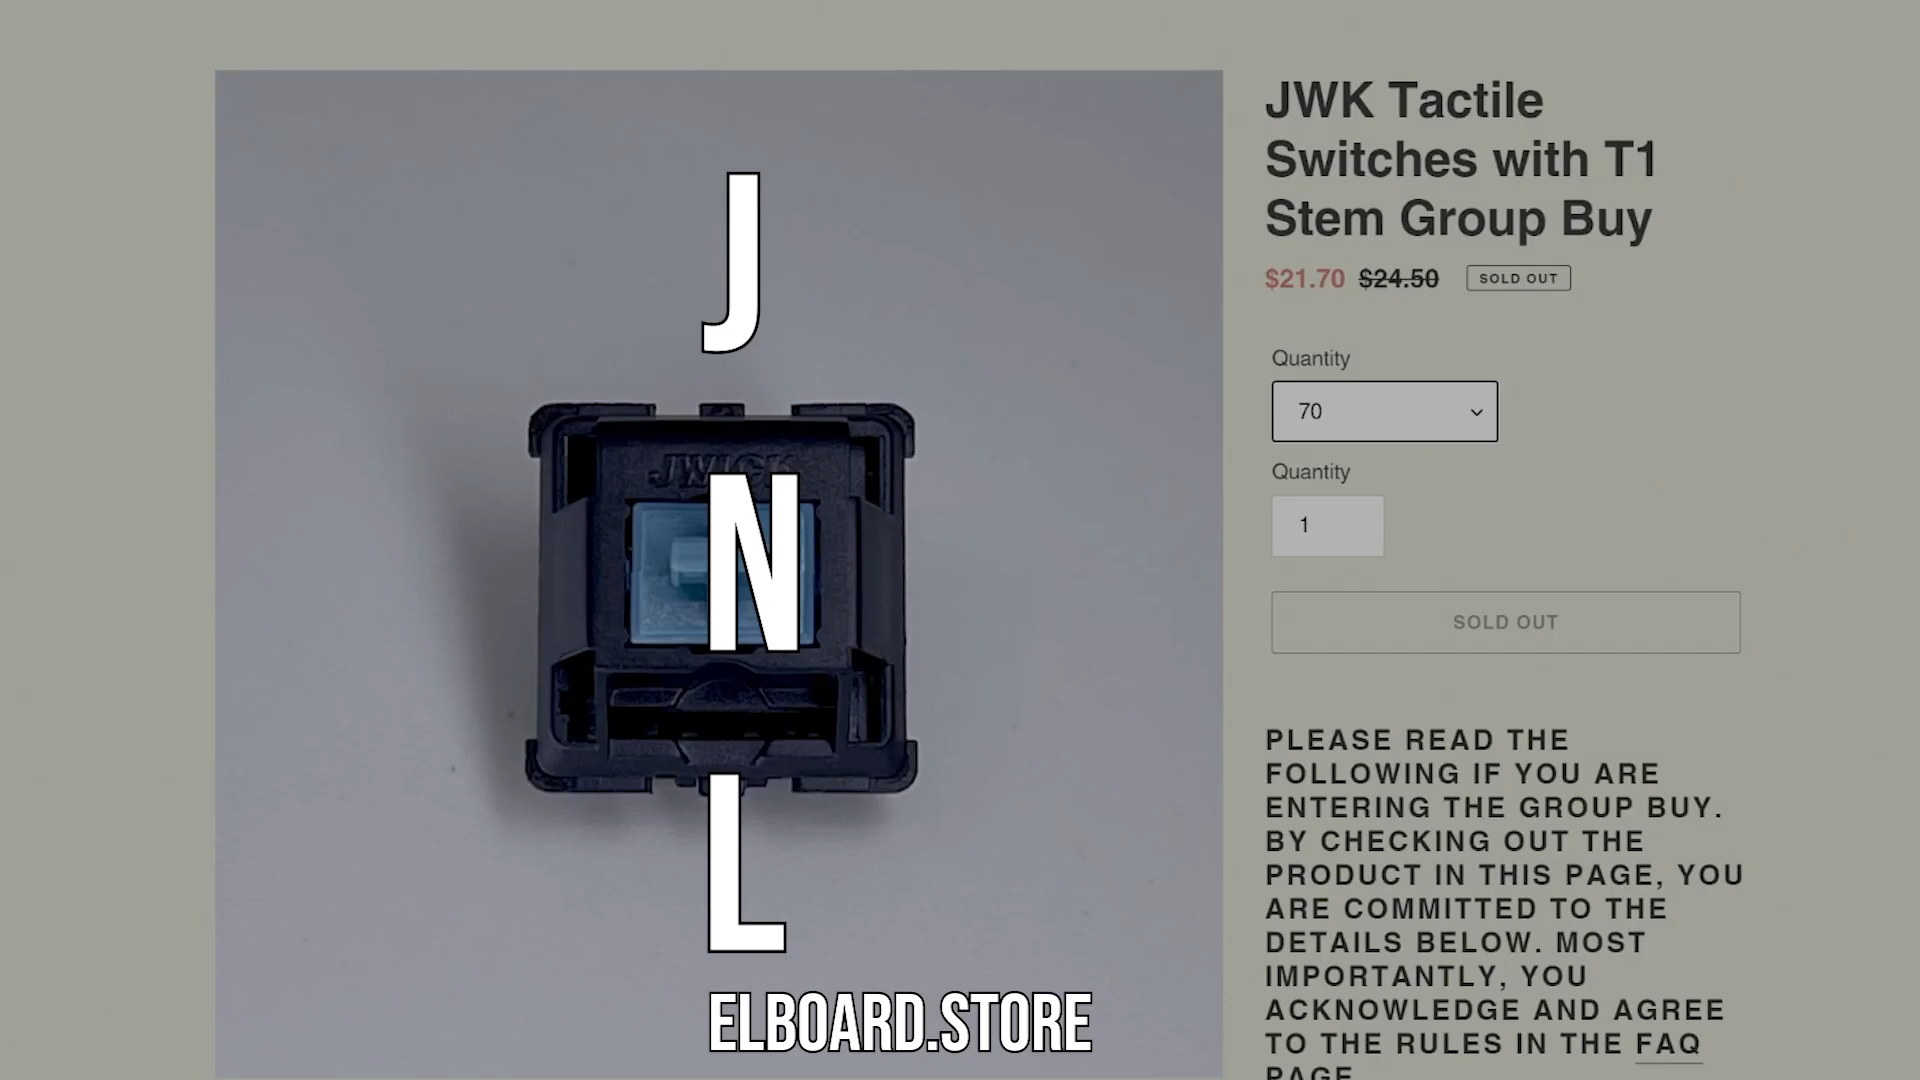 J
JWICK
N
L
ELBOARD.STORE
JWK Tactile
Switches with T1
Stem Group Buy
$21.70 $24.50 SOLD OUT
Quantity
70
Quantity
1
SOLD OUT
PLEASE READ THE
FOLLOWING IF YOU ARE
ENTERING THE GROUP BUY.
BY CHECKING OUT THE
PRODUCT IN THIS PAGE, YOU
ARE COMMITTED TO THE
DETAILS BELOW. MOST
IMPORTANTLY, YOU
ACKNOWLEDGE AND AGREE
TO THE RULES IN THE FAQ
PAGE